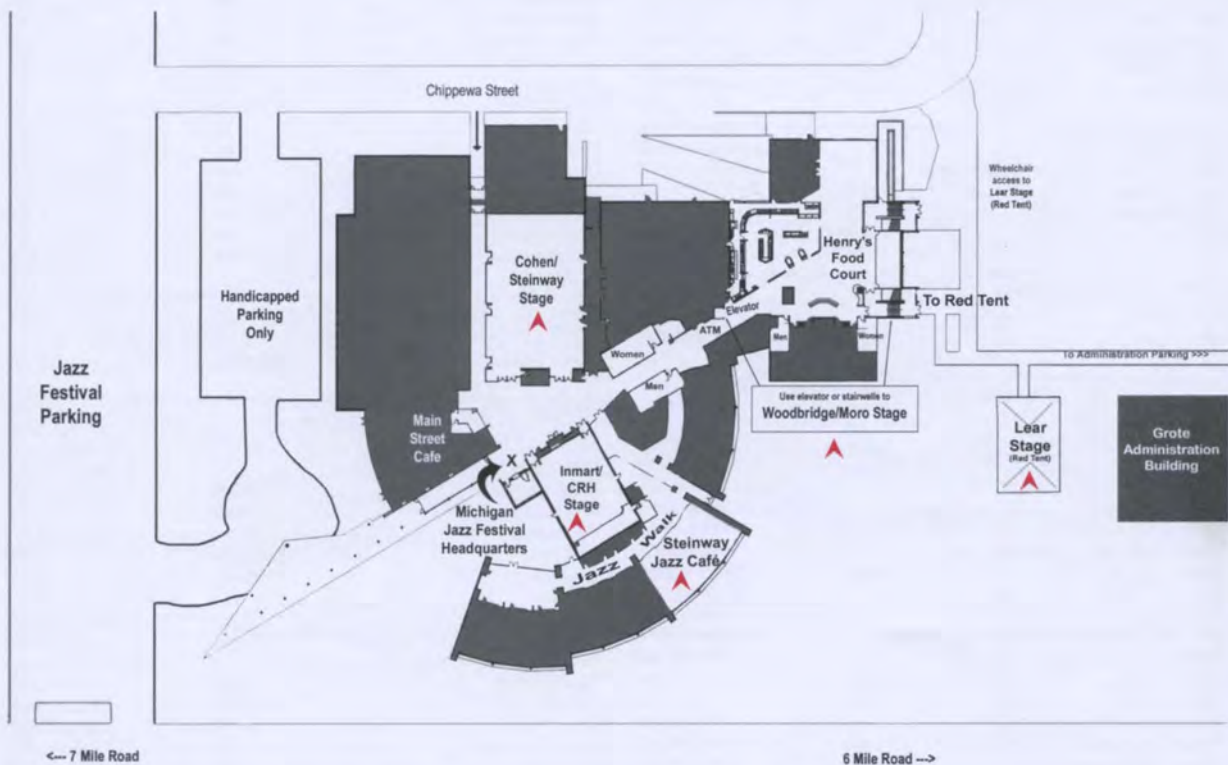 Chippewa Street
Wheelchair
access to
Lear Stage
(Red Tent)
Cohen/
Steinway
Stage
Henry's
Food
Court
Handicapped
Parking
Only
To Red Tent
Elevator
ATM
Men
Women
Women
Men
To Administration Parking >>>
Jazz
Festival
Parking
Use elevator or stairwells to
Woodbridge/Moro Stage
Main
Street
Cafe
Lear
Stage
(Red Tent)
Grote
Administration
Building
X
Inmart/
CRH
Stage
Michigan
Jazz Festival
Headquarters
Jazz Walk
Steinway
Jazz Café
<--- 7 Mile Road
6 Mile Road --->